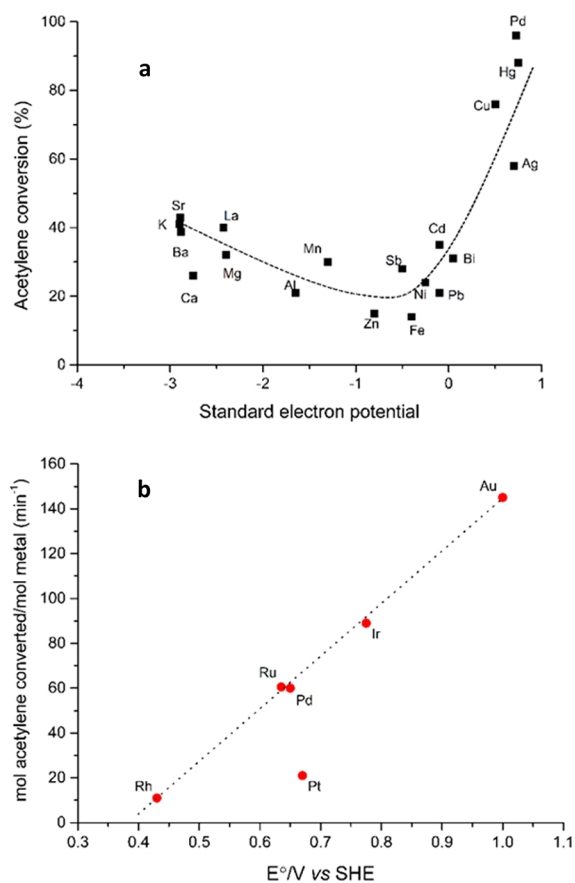 a
Acetylene conversion (%)
100
80
60
40
20
0
Pd
Hg
Cu
Ag
Sr
K
La
Ba
Mg
Ca
Mn
Al
Cd
Sb
Bi
Ni
Pb
Zn
Fe
-4 -3 -2 -1 0 1
Standard electron potential
b
mol acetylene converted/mol metal (min⁻¹)
160
140
120
100
80
60
40
20
0
Au
Ir
Ru
Pd
Rh
Pt
0.3 0.4 0.5 0.6 0.7 0.8 0.9 1.0 1.1
E°/V vs SHE